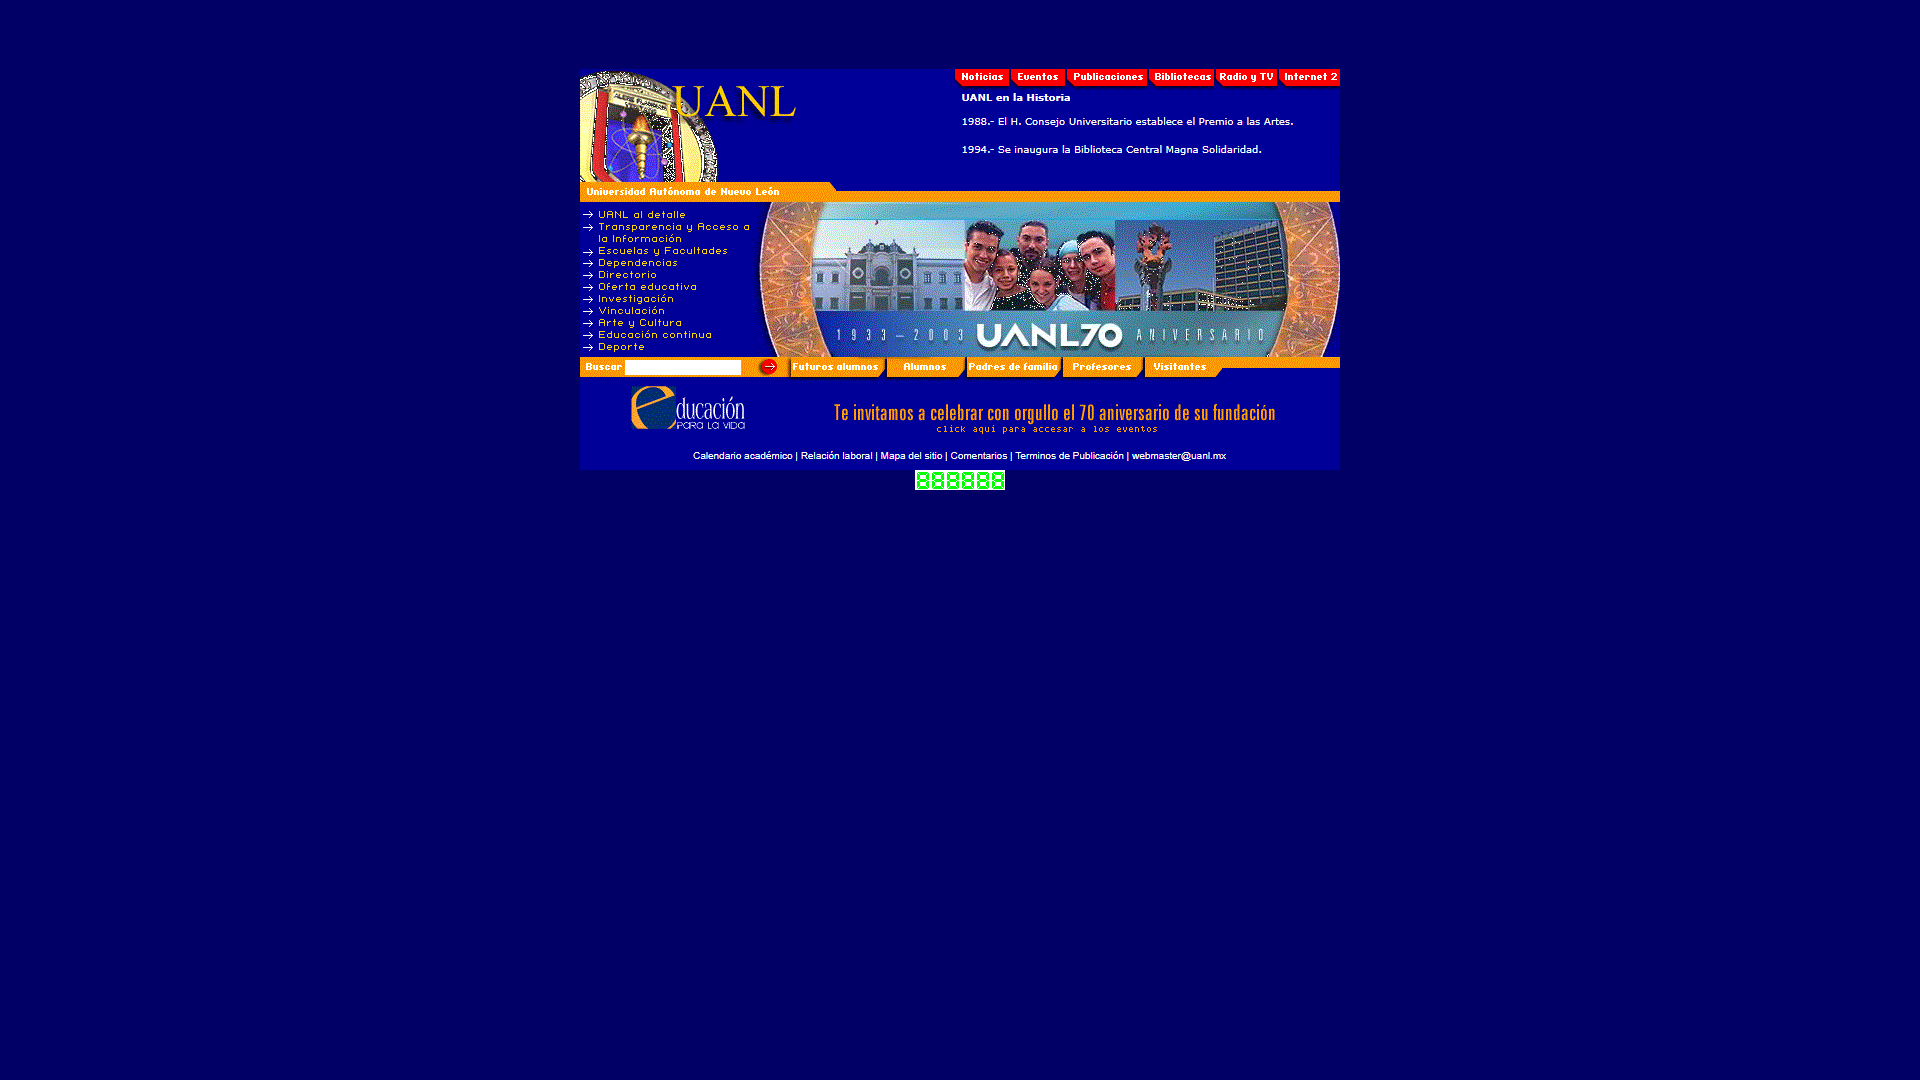 UANL
Noticias
Eventos
Publicaciones
Bibliotecas
Radio y TV
Internet 2
UANL en la Historia
1988.- El H. Consejo Universitario establece el Premio a las Artes.
1994.- Se inaugura la Biblioteca Central Magna Solidaridad.
Universidad Autónoma de Nuevo León
UANL al detalle
Transparencia y Acceso a
la Información
Escuelas y Facultades
Dependencias
Directorio
Oferta educativa
Investigación
Vinculación
Arte y Cultura
Educación continua
Deporte
1933–2003 UANL70 ANIVERSARIO
Buscar
Futuros alumnos
Alumnos
Padres de familia
Profesores
Visitantes
educación
PARA LA VIDA
Te invitamos a celebrar con orgullo el 70 aniversario de su fundación
click aquí para accesar a los eventos
Calendario académico | Relación laboral | Mapa del sitio | Comentarios | Terminos de Publicación | webmaster@uanl.mx